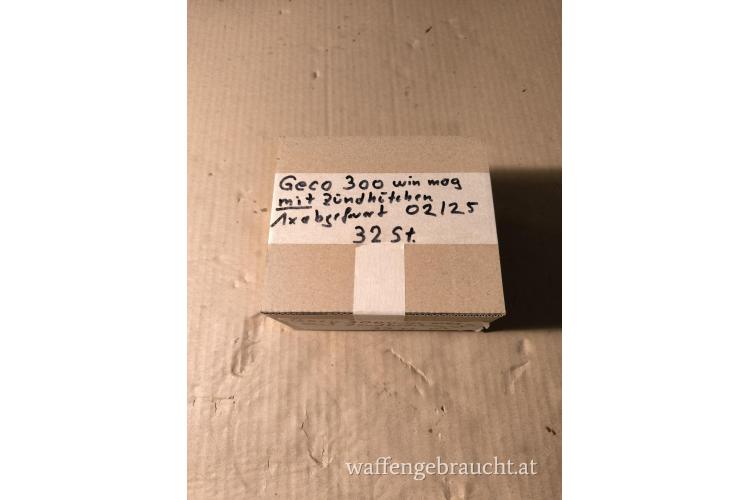 Geco 300 win mag
mit Zündhütchen
1x abgefeuert 02/25
32 St.
waffengebraucht.at